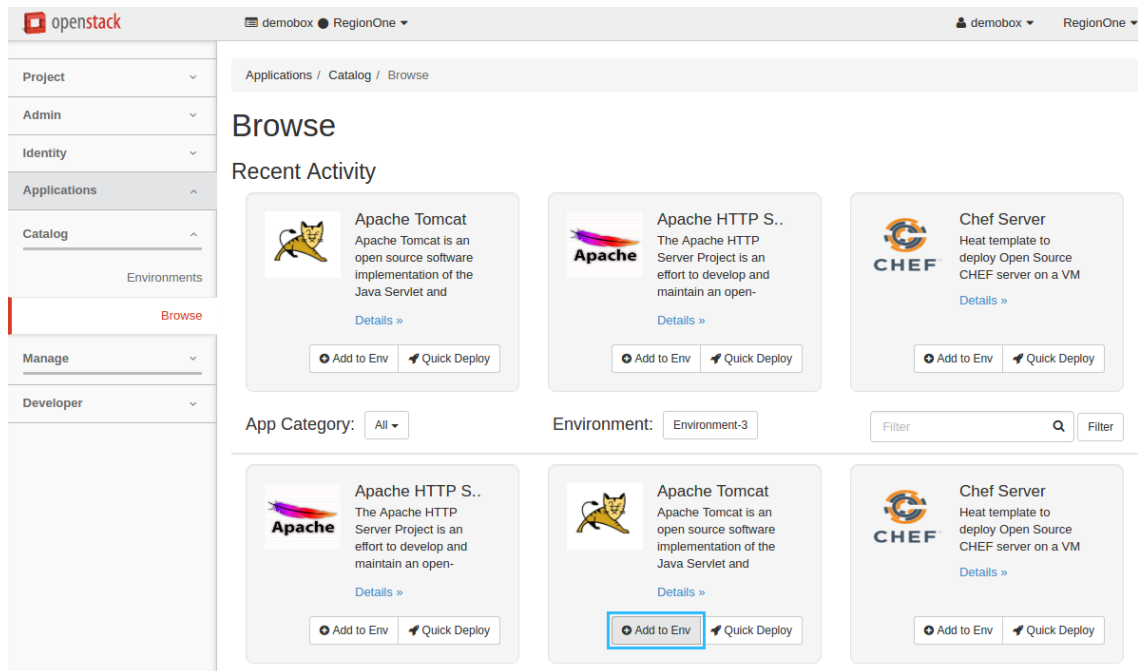 openstack
demobox RegionOne
demobox
RegionOne
Project
Admin
Identity
Applications
Catalog
Environments
Browse
Manage
Developer
Applications / Catalog / Browse
Browse
Recent Activity
Apache Tomcat
Apache Tomcat is an
open source software
implementation of the
Java Servlet and
Details »
Add to Env
Quick Deploy
Apache
Apache HTTP S..
The Apache HTTP
Server Project is an
effort to develop and
maintain an open-
Details »
Add to Env
Quick Deploy
CHEF
Chef Server
Heat template to
deploy Open Source
CHEF server on a VM
Details »
Add to Env
Quick Deploy
App Category:
All
Environment:
Environment-3
Filter
Filter
Apache
Apache HTTP S..
The Apache HTTP
Server Project is an
effort to develop and
maintain an open-
Details »
Add to Env
Quick Deploy
Apache Tomcat
Apache Tomcat is an
open source software
implementation of the
Java Servlet and
Details »
Add to Env
Quick Deploy
CHEF
Chef Server
Heat template to
deploy Open Source
CHEF server on a VM
Details »
Add to Env
Quick Deploy